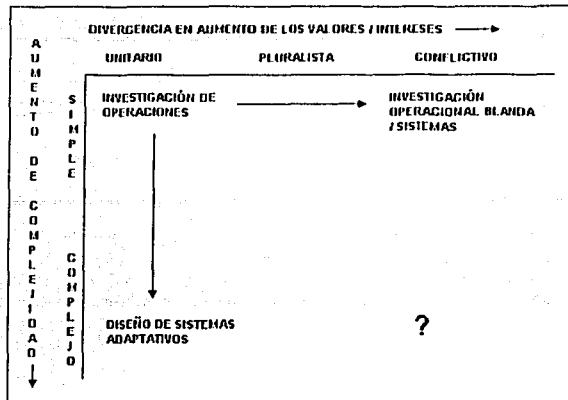 DIVERGENCIA EN AUMENTO DE LOS VALORES / INTERESES
UNITARIO PLURALISTA CONFLICTIVO
AUMENTO DE COMPLEJIDAD
SIMPLE
COMPLEJO
INVESTIGACIÓN DE
OPERACIONES
INVESTIGACIÓN
OPERACIONAL BLANDA
/ SISTEMAS
DISEÑO DE SISTEMAS
ADAPTATIVOS
?